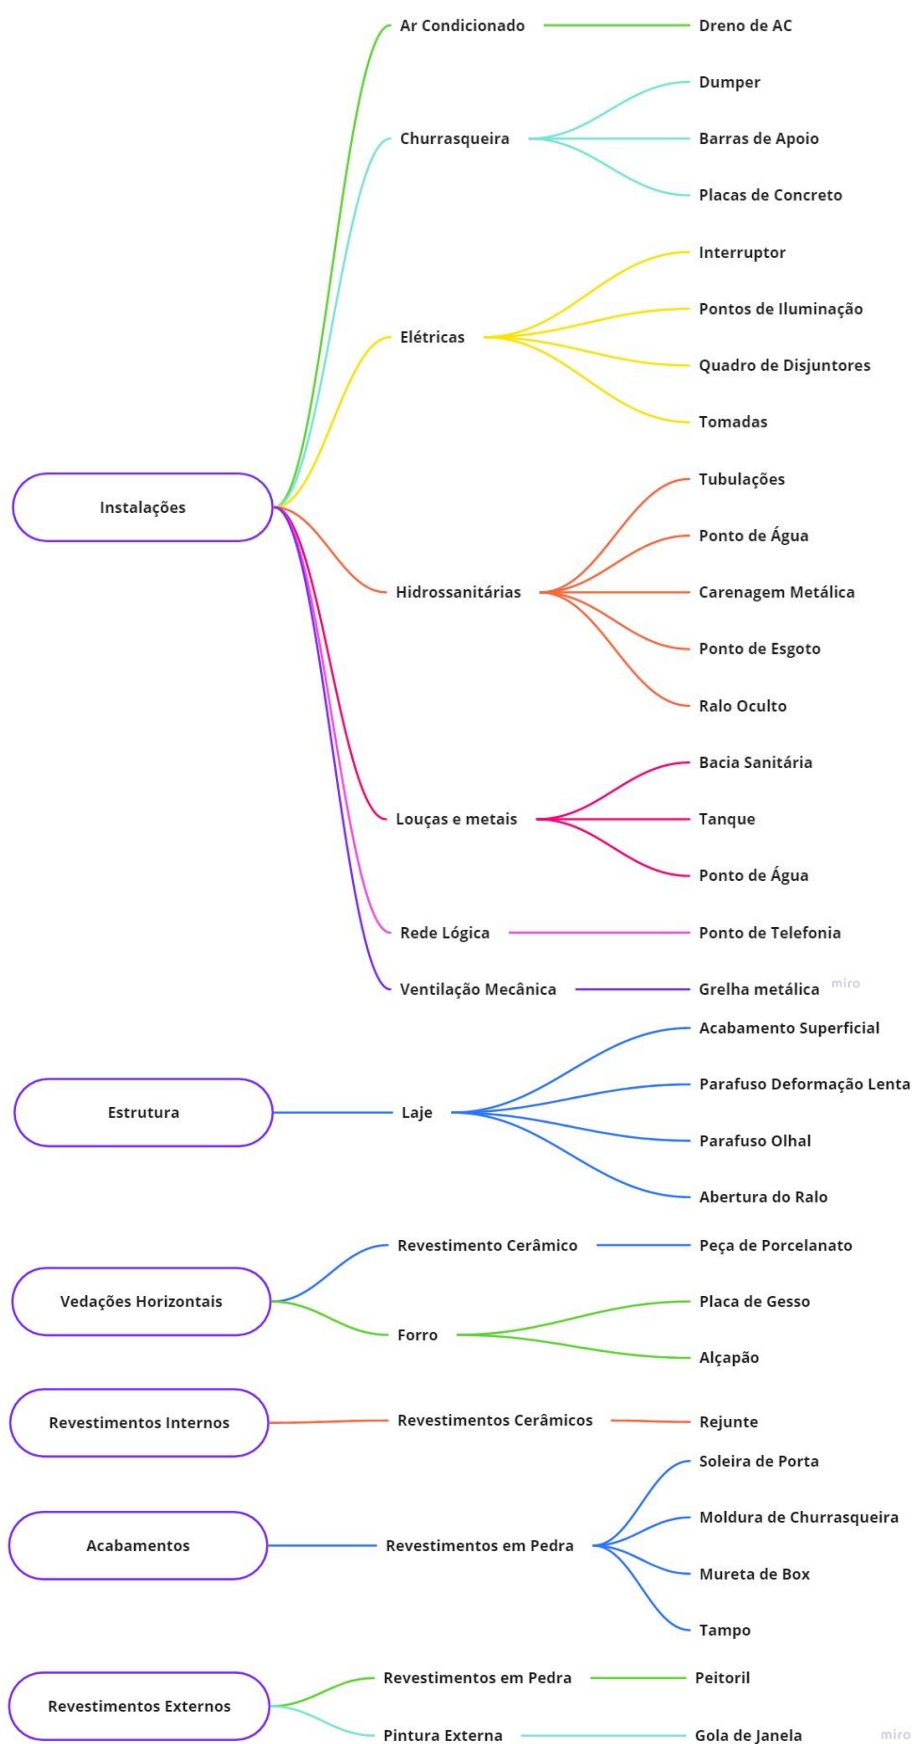 Instalações
Ar Condicionado
Dreno de AC
Churrasqueira
Dumper
Barras de Apoio
Placas de Concreto
Elétricas
Interruptor
Pontos de Iluminação
Quadro de Disjuntores
Tomadas
Hidrossanitárias
Tubulações
Ponto de Água
Carenagem Metálica
Ponto de Esgoto
Ralo Oculto
Louças e metais
Bacia Sanitária
Tanque
Ponto de Água
Rede Lógica
Ponto de Telefonia
Ventilação Mecânica
Grelha metálica
miro
Estrutura
Laje
Acabamento Superficial
Parafuso Deformação Lenta
Parafuso Olhal
Abertura do Ralo
Vedações Horizontais
Revestimento Cerâmico
Peça de Porcelanato
Forro
Placa de Gesso
Alçapão
Revestimentos Internos
Revestimentos Cerâmicos
Rejunte
Acabamentos
Revestimentos em Pedra
Soleira de Porta
Moldura de Churrasqueira
Mureta de Box
Tampo
Revestimentos Externos
Revestimentos em Pedra
Peitoril
Pintura Externa
Gola de Janela
miro